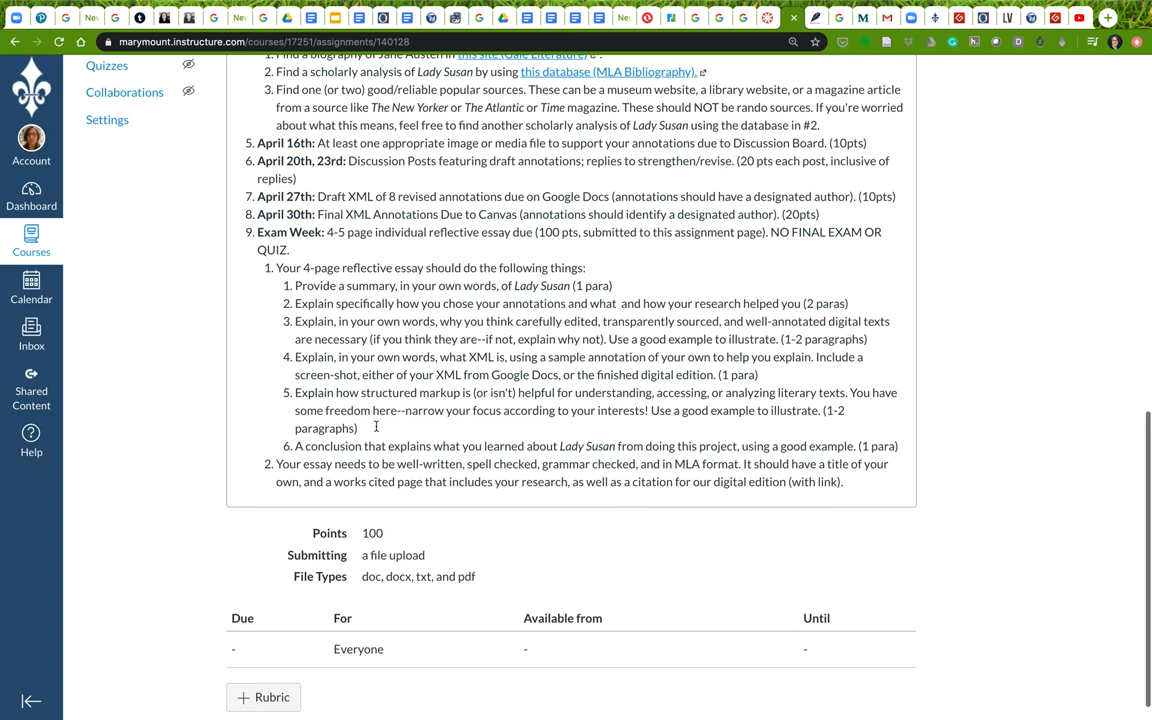 Nev
Nev
Nev
LV
marymount.instructure.com/courses/17251/assignments/140128
Account
Dashboard
Courses
Calendar
Inbox
Shared
Content
Help
Quizzes
Collaborations
Settings
1. Find a biography of Jane Austen in this site (Gale Literature).
2. Find a scholarly analysis of Lady Susan by using this database (MLA Bibliography).
3. Find one (or two) good/reliable popular sources. These can be a museum website, a library website, or a magazine article
from a source like The New Yorker or The Atlantic or Time magazine. These should NOT be rando sources. If you're worried
about what this means, feel free to find another scholarly analysis of Lady Susan using the database in #2.
5. April 16th: At least one appropriate image or media file to support your annotations due to Discussion Board. (10pts)
6. April 20th, 23rd: Discussion Posts featuring draft annotations; replies to strengthen/revise. (20 pts each post, inclusive of
replies)
7. April 27th: Draft XML of 8 revised annotations due on Google Docs (annotations should have a designated author). (10pts)
8. April 30th: Final XML Annotations Due to Canvas (annotations should identify a designated author). (20pts)
9. Exam Week: 4-5 page individual reflective essay due (100 pts, submitted to this assignment page). NO FINAL EXAM OR
QUIZ.
1. Your 4-page reflective essay should do the following things:
1. Provide a summary, in your own words, of Lady Susan (1 para)
2. Explain specifically how you chose your annotations and what and how your research helped you (2 paras)
3. Explain, in your own words, why you think carefully edited, transparently sourced, and well-annotated digital texts
are necessary (if you think they are--if not, explain why not). Use a good example to illustrate. (1-2 paragraphs)
4. Explain, in your own words, what XML is, using a sample annotation of your own to help you explain. Include a
screen-shot, either of your XML from Google Docs, or the finished digital edition. (1 para)
5. Explain how structured markup is (or isn't) helpful for understanding, accessing, or analyzing literary texts. You have
some freedom here--narrow your focus according to your interests! Use a good example to illustrate. (1-2
paragraphs)
6. A conclusion that explains what you learned about Lady Susan from doing this project, using a good example. (1 para)
2. Your essay needs to be well-written, spell checked, grammar checked, and in MLA format. It should have a title of your
own, and a works cited page that includes your research, as well as a citation for our digital edition (with link).
Points 100
Submitting a file upload
File Types doc, docx, txt, and pdf
Due For Available from Until
- Everyone - -
+ Rubric